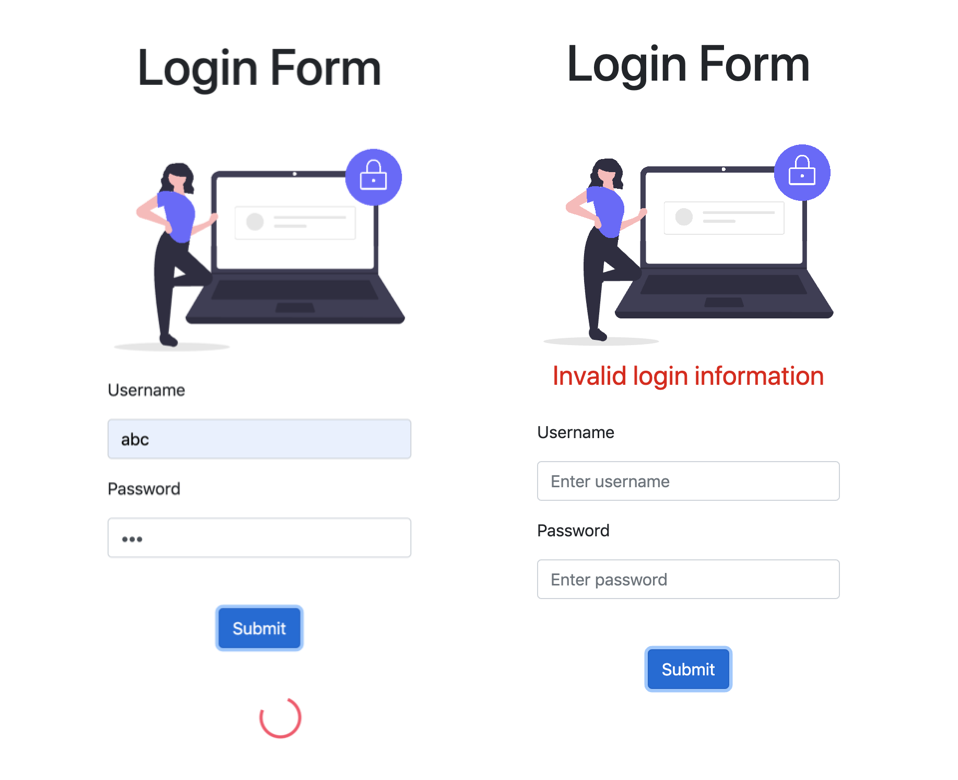 Login Form
Username
abc
Password
•••
Submit
Login Form
Invalid login information
Username
Enter username
Password
Enter password
Submit